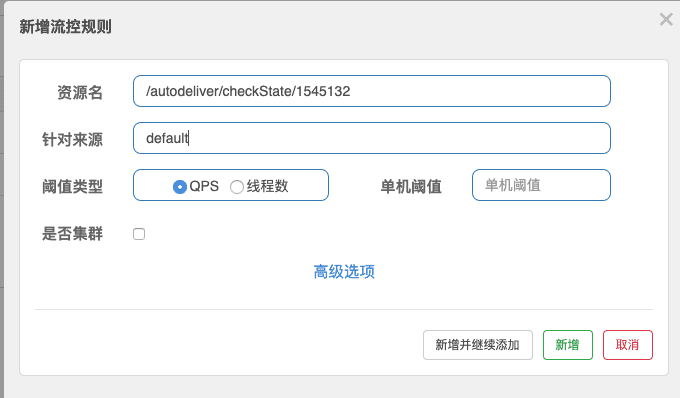 新增流控规则
资源名 /autodeliver/checkState/1545132
针对来源 default
阈值类型 QPS 线程数 单机阈值 单机阈值
是否集群
高级选项
新增并继续添加 新增 取消